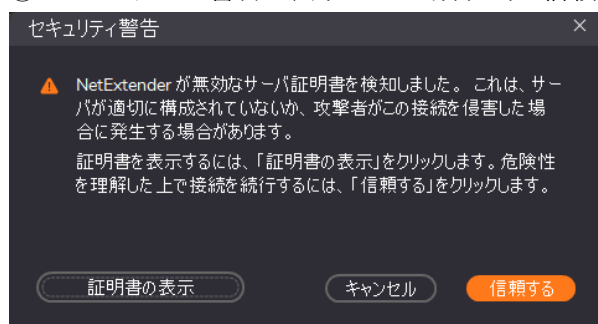 セキュリティ警告
NetExtender が無効なサーバ証明書を検知しました。 これは、サー
バが適切に構成されていないか、攻撃者がこの接続を侵害した場
合に発生する場合があります。
証明書を表示するには、「証明書の表示」をクリックします。危険性
を理解した上で接続を続行するには、「信頼する」をクリックします。
証明書の表示
キャンセル
信頼する